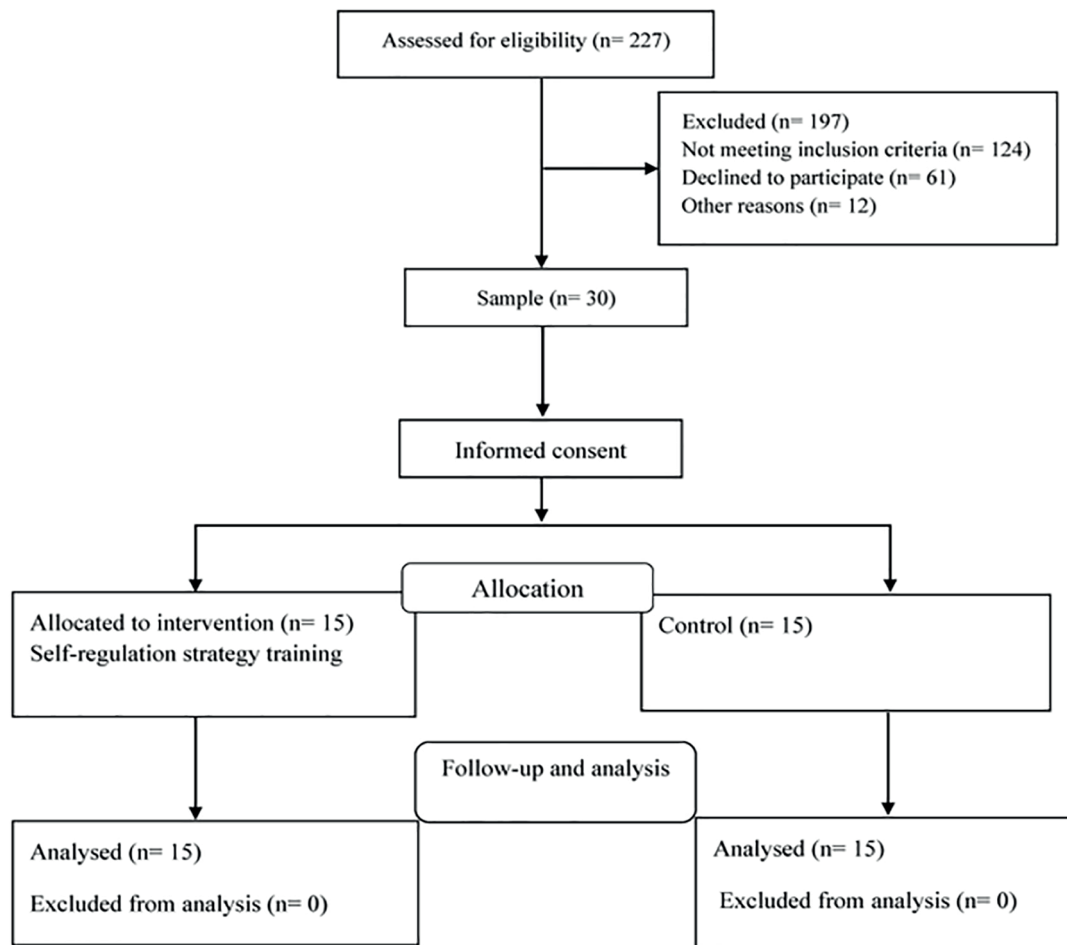 Assessed for eligibility (n= 227)
Excluded (n= 197)
Not meeting inclusion criteria (n= 124)
Declined to participate (n= 61)
Other reasons (n= 12)
Sample (n= 30)
Informed consent
Allocation
Allocated to intervention (n= 15)
Self-regulation strategy training
Control (n= 15)
Follow-up and analysis
Analysed (n= 15)
Excluded from analysis (n= 0)
Analysed (n= 15)
Excluded from analysis (n= 0)